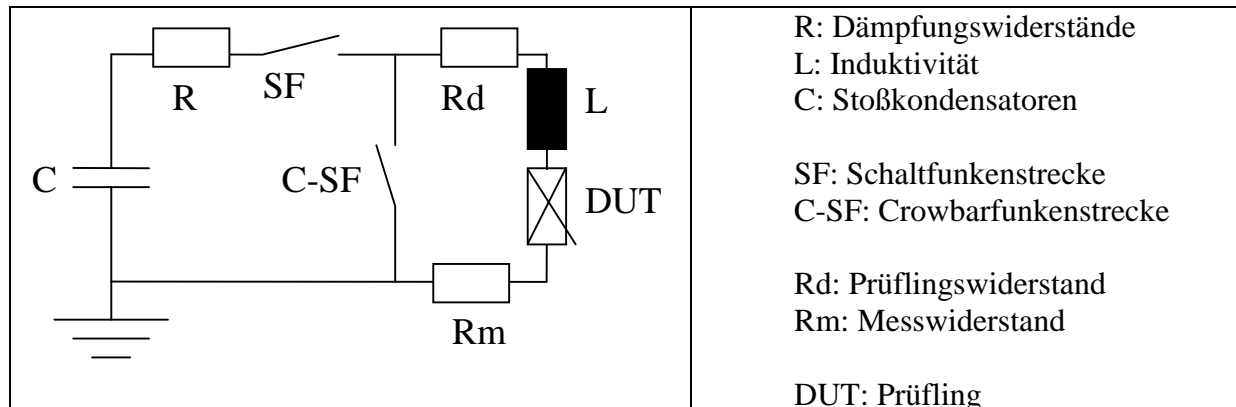 R
SF
Rd
L
C
C-SF
DUT
Rm
R: Dämpfungswiderstände
L: Induktivität
C: Stoßkondensatoren
SF: Schaltfunkenstrecke
C-SF: Crowbarfunkenstrecke
Rd: Prüflingswiderstand
Rm: Messwiderstand
DUT: Prüfling